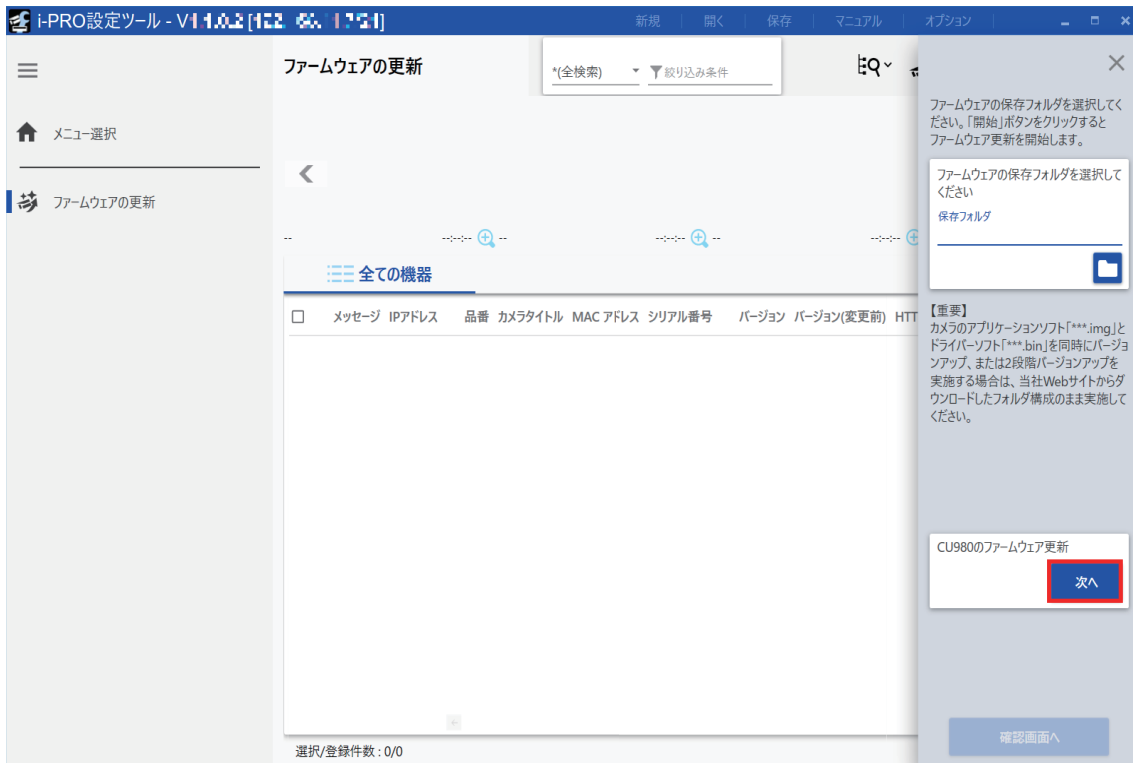 i-PRO設定ツール - V
新規 開く 保存 マニュアル オプション
ファームウェアの更新
*(全検索) 絞り込み条件
メニュー選択
ファームウェアの更新
-- --:--:-- -- --:--:-- -- --:--:--
全ての機器
メッセージ IPアドレス 品番 カメラタイトル MAC アドレス シリアル番号 バージョン バージョン(変更前) HTT
選択/登録件数 : 0/0
ファームウェアの保存フォルダを選択してく
ださい。「開始」ボタンをクリックすると
ファームウェア更新を開始します。
ファームウェアの保存フォルダを選択して
ください
保存フォルダ
【重要】
カメラのアプリケーションソフト「***.img」と
ドライバーソフト「***.bin」を同時にバージョ
ンアップ、または2段階バージョンアップを
実施する場合は、当社Webサイトからダ
ウンロードしたフォルダ構成のまま実施して
ください。
CU980のファームウェア更新
次へ
確認画面へ